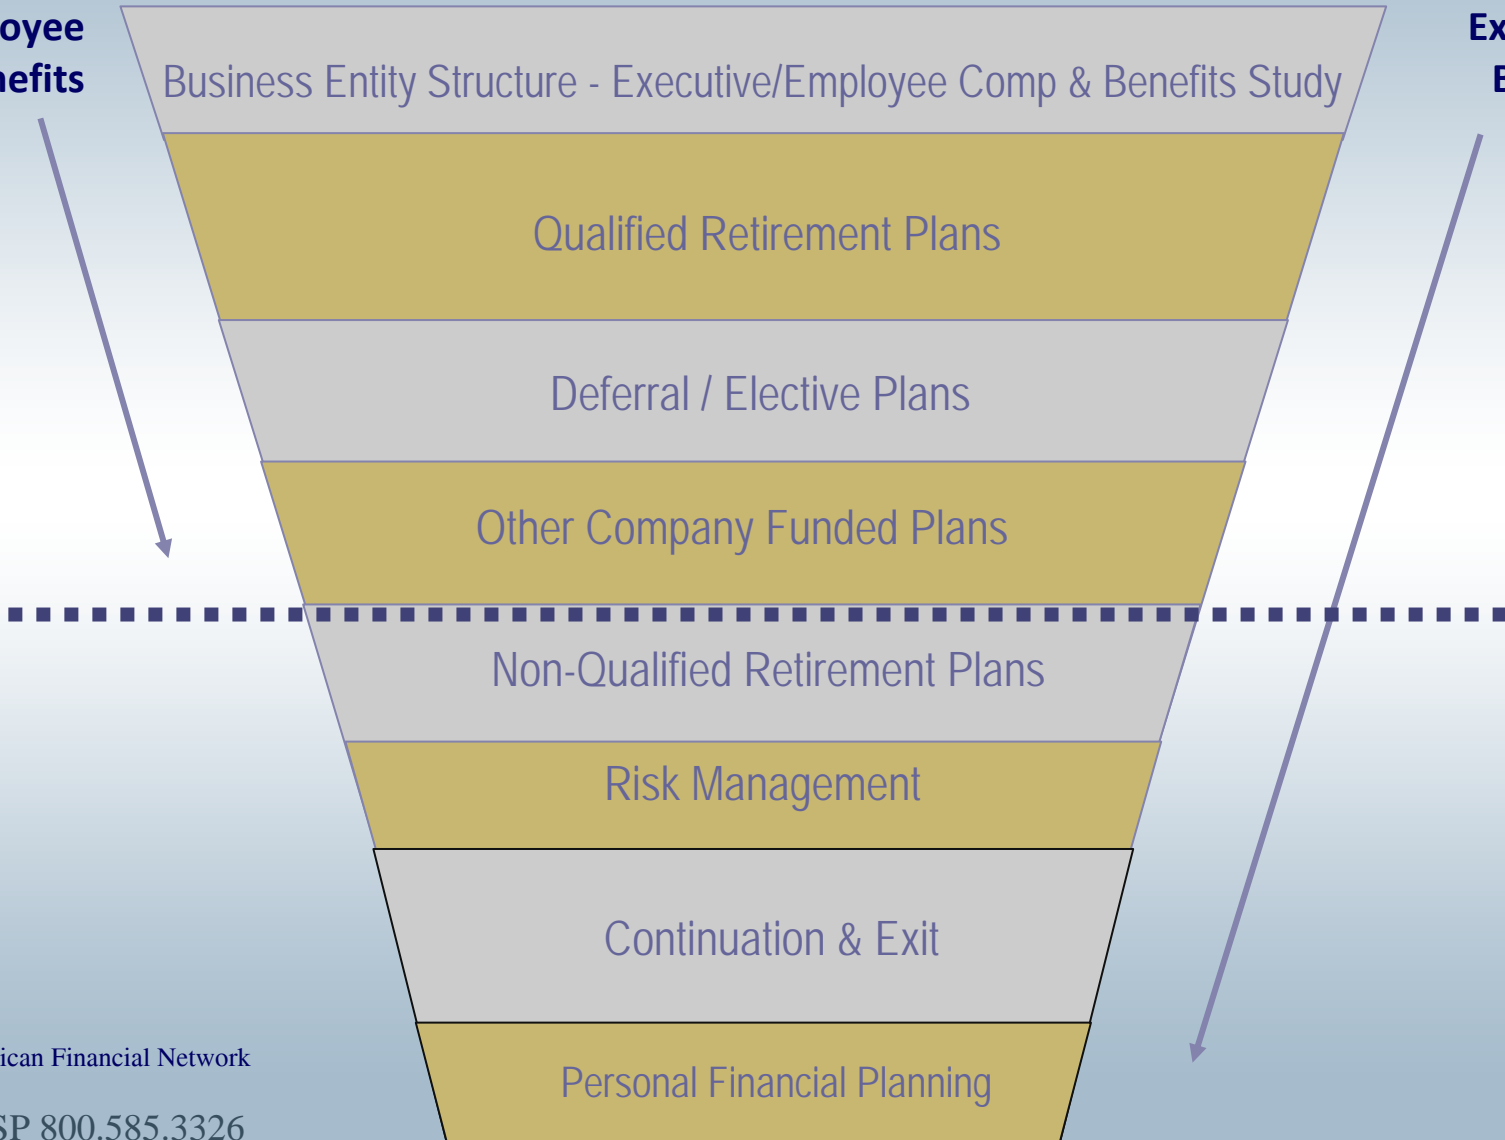 oyee
nefits
Ex
B
Business Entity Structure - Executive/Employee Comp & Benefits Study
Qualified Retirement Plans
Deferral / Elective Plans
Other Company Funded Plans
Non-Qualified Retirement Plans
Risk Management
Continuation & Exit
Personal Financial Planning
ican Financial Network
SP 800.585.3326